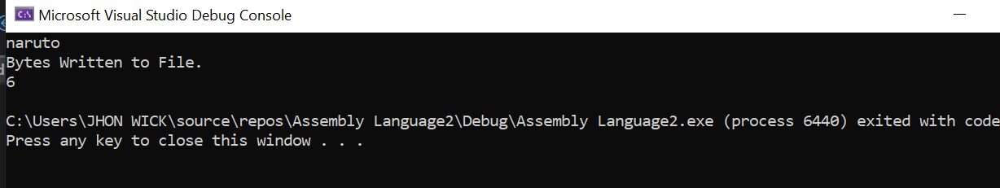 Microsoft Visual Studio Debug Console
naruto
Bytes Written to File.
6
C:\Users\JHON WICK\source\repos\Assembly Language2\Debug\Assembly Language2.exe (process 6440) exited with code
Press any key to close this window . . .